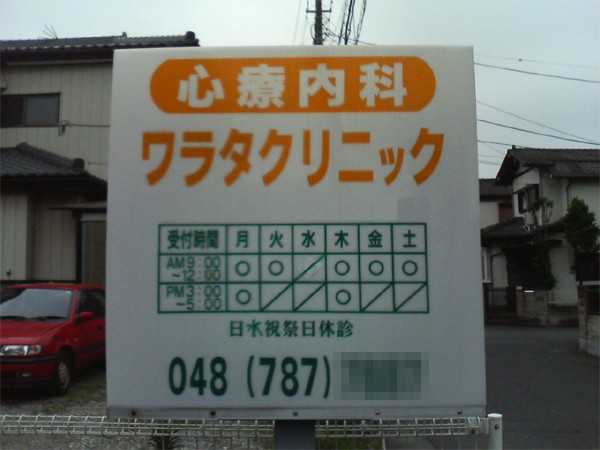 心療内科
ワラタクリニック
受付時間 月 火 水 木 金 土
AM9:00 ～12:00 ○ ○ ／ ○ ○ ○
PM3:00 ～5:00 ○ ／ ／ ○ ／ ／
日水祝祭日休診
048 (787)